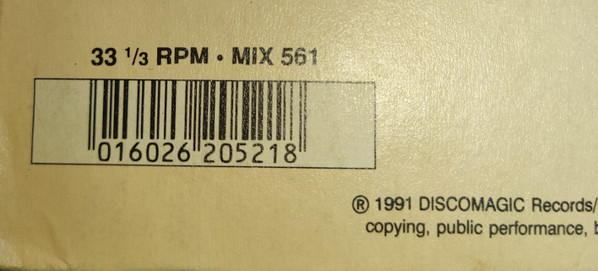 33 1/3 RPM • MIX 561
016026 205218
℗ 1991 DISCOMAGIC Records/
copying, public performance,